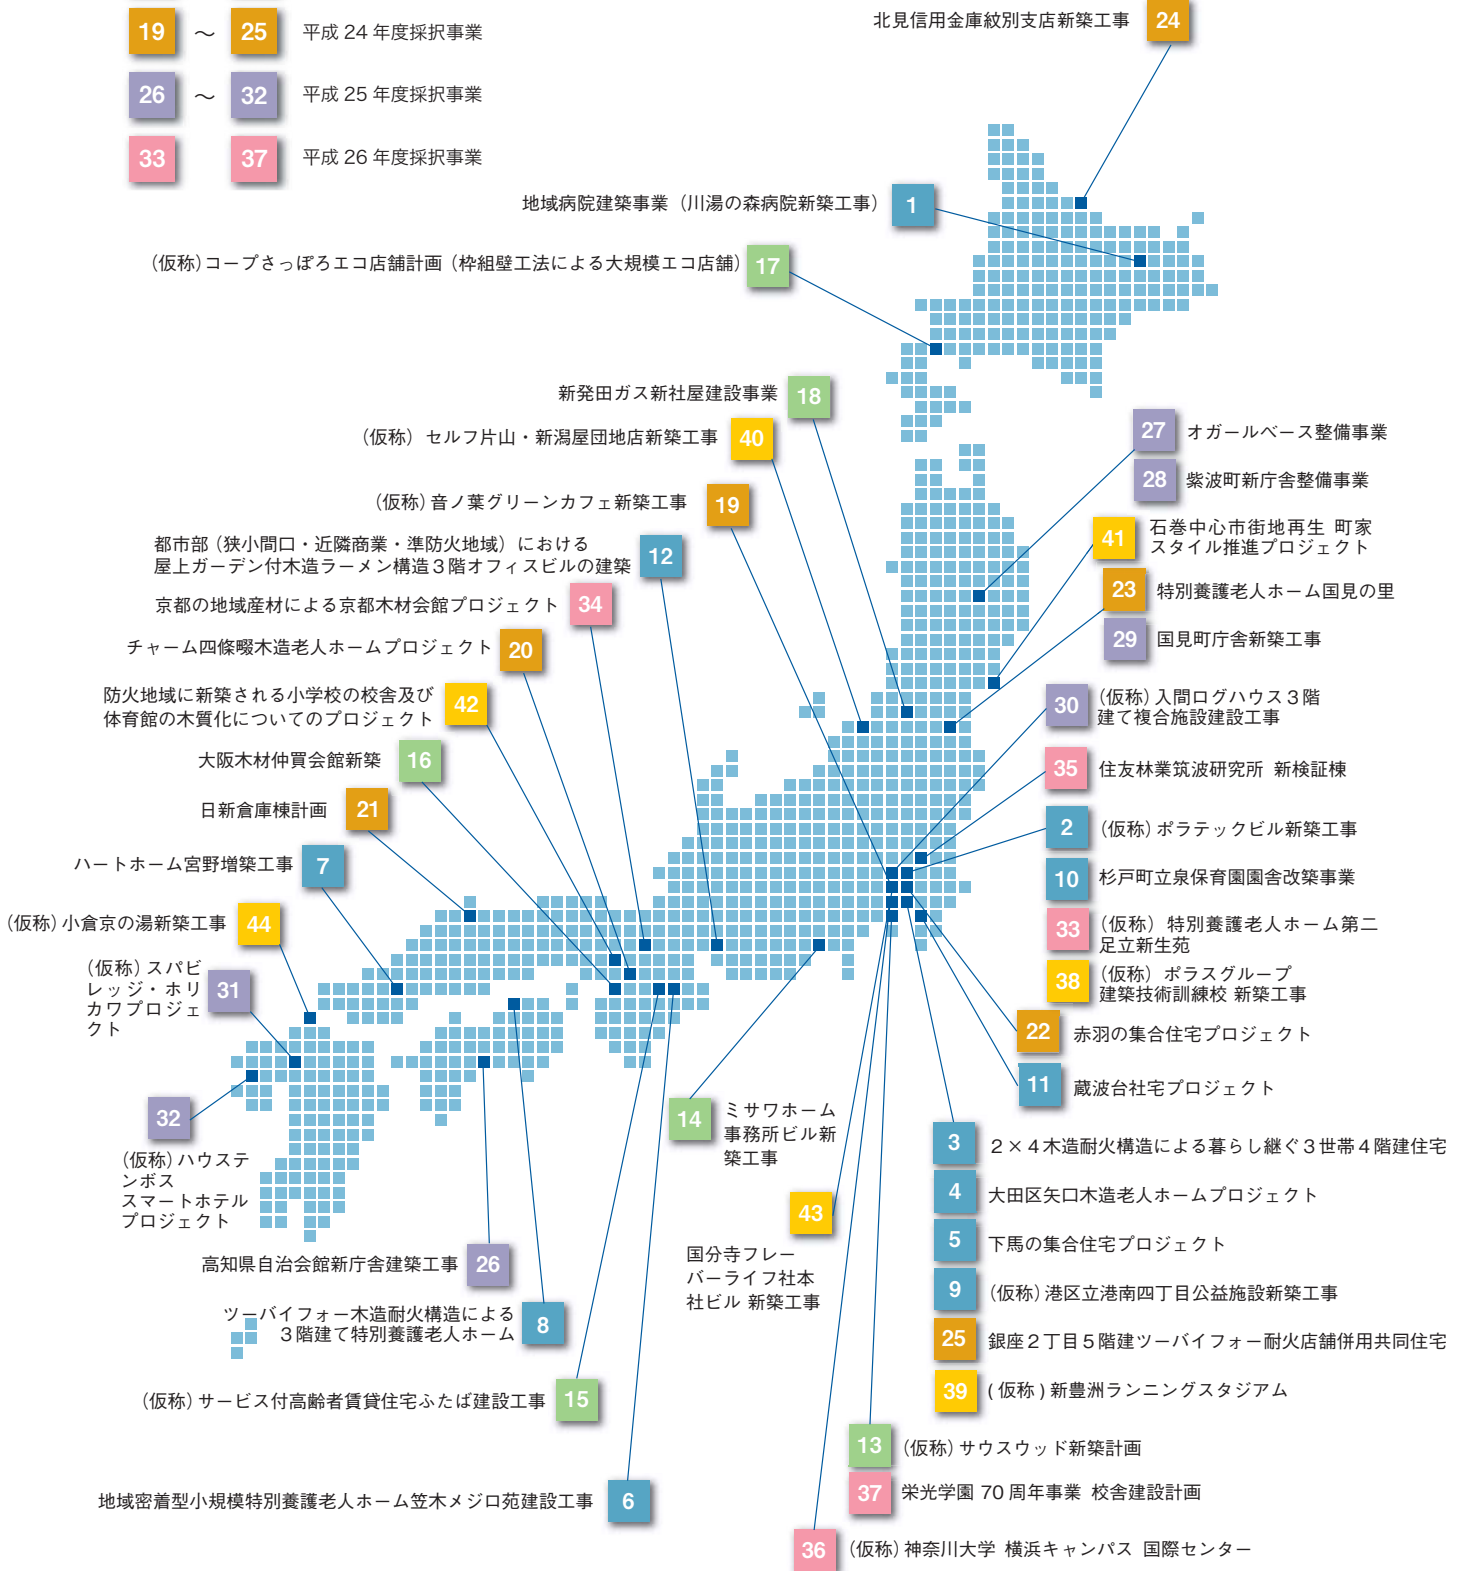 19 ～ 25 平成 24 年度採択事業
26 ～ 32 平成 25 年度採択事業
33 37 平成 26 年度採択事業
北見信用金庫紋別支店新築工事 24
地域病院建築事業（川湯の森病院新築工事） 1
（仮称）コープさっぽろエコ店舗計画（枠組壁工法による大規模エコ店舗） 17
新発田ガス新社屋建設事業 18
（仮称）セルフ片山・新潟屋団地店新築工事 40
（仮称）音ノ葉グリーンカフェ新築工事 19
都市部（狭小間口・近隣商業・準防火地域）における
屋上ガーデン付木造ラーメン構造３階オフィスビルの建築 12
京都の地域産材による京都木材会館プロジェクト 34
チャーム四條畷木造老人ホームプロジェクト 20
防火地域に新築される小学校の校舎及び
体育館の木質化についてのプロジェクト 42
大阪木材仲買会館新築 16
日新倉庫棟計画 21
ハートホーム宮野増築工事 7
（仮称）小倉京の湯新築工事 44
（仮称）スパビ
レッジ・ホリ
カワプロジェ
クト
31
32
（仮称）ハウステ
ンボス
スマートホテル
プロジェクト
27 オガールベース整備事業
28 紫波町新庁舎整備事業
41 石巻中心市街地再生 町家
スタイル推進プロジェクト
23 特別養護老人ホーム国見の里
29 国見町庁舎新築工事
30 （仮称）入間ログハウス３階
建て複合施設建設工事
35 住友林業筑波研究所 新検証棟
2 （仮称）ポラテックビル新築工事
10 杉戸町立泉保育園園舎改築事業
33 （仮称）特別養護老人ホーム第二
足立新生苑
38 （仮称）ポラスグループ
建築技術訓練校 新築工事
22 赤羽の集合住宅プロジェクト
11 蔵波台社宅プロジェクト
14 ミサワホーム
事務所ビル新
築工事
43
国分寺フレー
バーライフ社本
社ビル 新築工事
3 ２×４木造耐火構造による暮らし継ぐ３世帯４階建住宅
4 大田区矢口木造老人ホームプロジェクト
5 下馬の集合住宅プロジェクト
9 （仮称）港区立港南四丁目公益施設新築工事
25 銀座２丁目５階建ツーバイフォー耐火店舗併用共同住宅
39 ( 仮称 ) 新豊洲ランニングスタジアム
高知県自治会館新庁舎建築工事 26
ツーバイフォー木造耐火構造による
３階建て特別養護老人ホーム 8
（仮称）サービス付高齢者賃貸住宅ふたば建設工事 15
地域密着型小規模特別養護老人ホーム笠木メジロ苑建設工事 6
13 （仮称）サウスウッド新築計画
37 栄光学園 70 周年事業 校舎建設計画
36 （仮称）神奈川大学 横浜キャンパス 国際センター